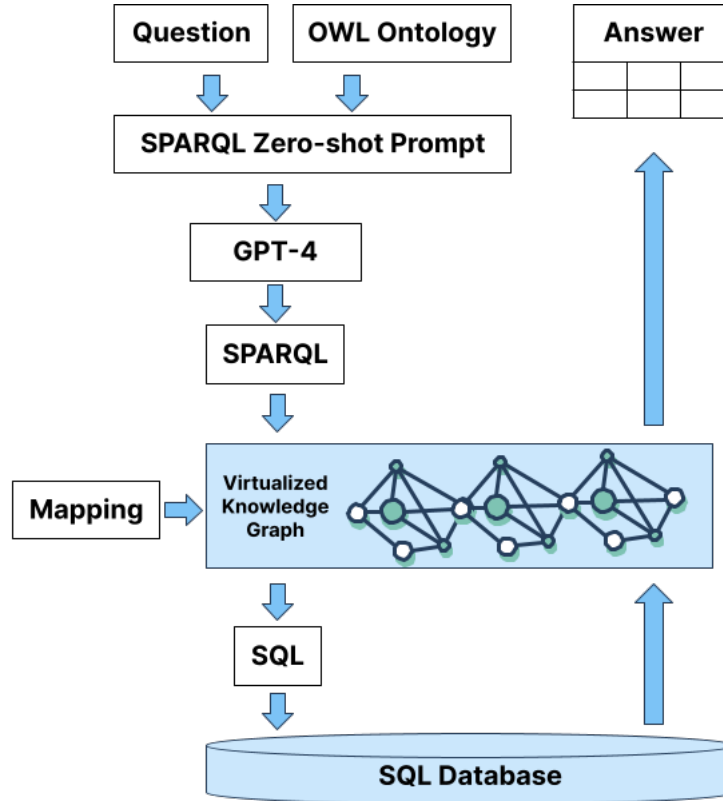 Question
OWL Ontology
Answer
SPARQL Zero-shot Prompt
GPT-4
SPARQL
Mapping
Virtualized
Knowledge
Graph
SQL
SQL Database